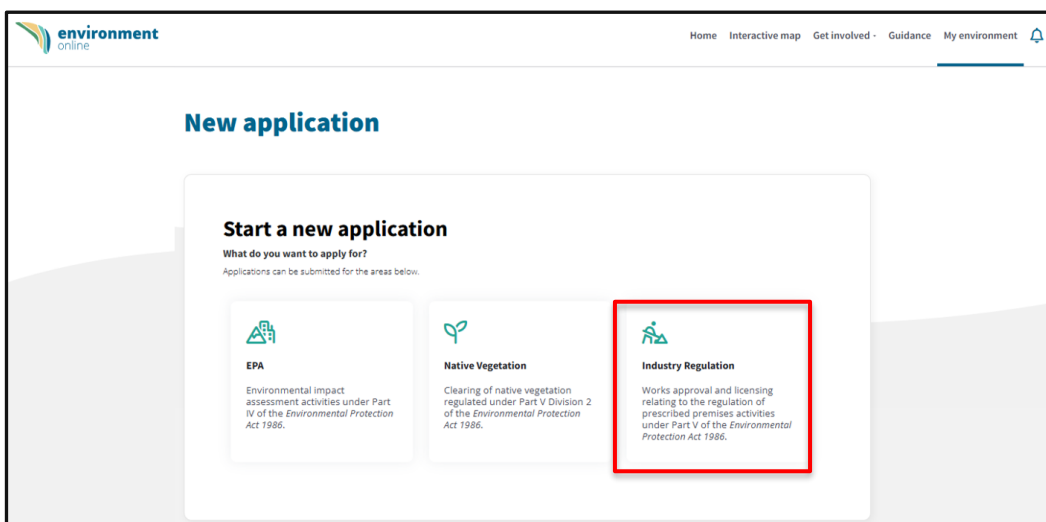 environment
online
Home Interactive map Get involved - Guidance My environment
New application
Start a new application
What do you want to apply for?
Applications can be submitted for the areas below.
EPA
Environmental impact
assessment activities under Part
IV of the Environmental Protection
Act 1986.
Native Vegetation
Clearing of native vegetation
regulated under Part V Division 2
of the Environmental Protection
Act 1986.
Industry Regulation
Works approval and licensing
relating to the regulation of
prescribed premises activities
under Part V of the Environmental
Protection Act 1986.